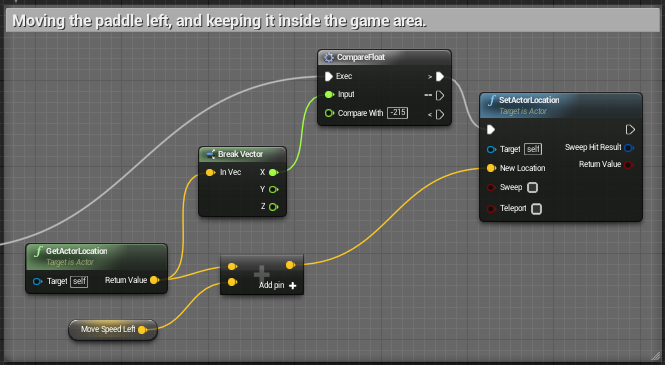 Moving the paddle left, and keeping it inside the game area.
CompareFloat
Exec
>
Input
==
Compare With -215
<
SetActorLocation
Target is Actor
Target self
Sweep Hit Result
New Location
Return Value
Sweep
Teleport
Break Vector
In Vec
X
Y
Z
GetActorLocation
Target is Actor
Target self
Return Value
Add pin +
Move Speed Left